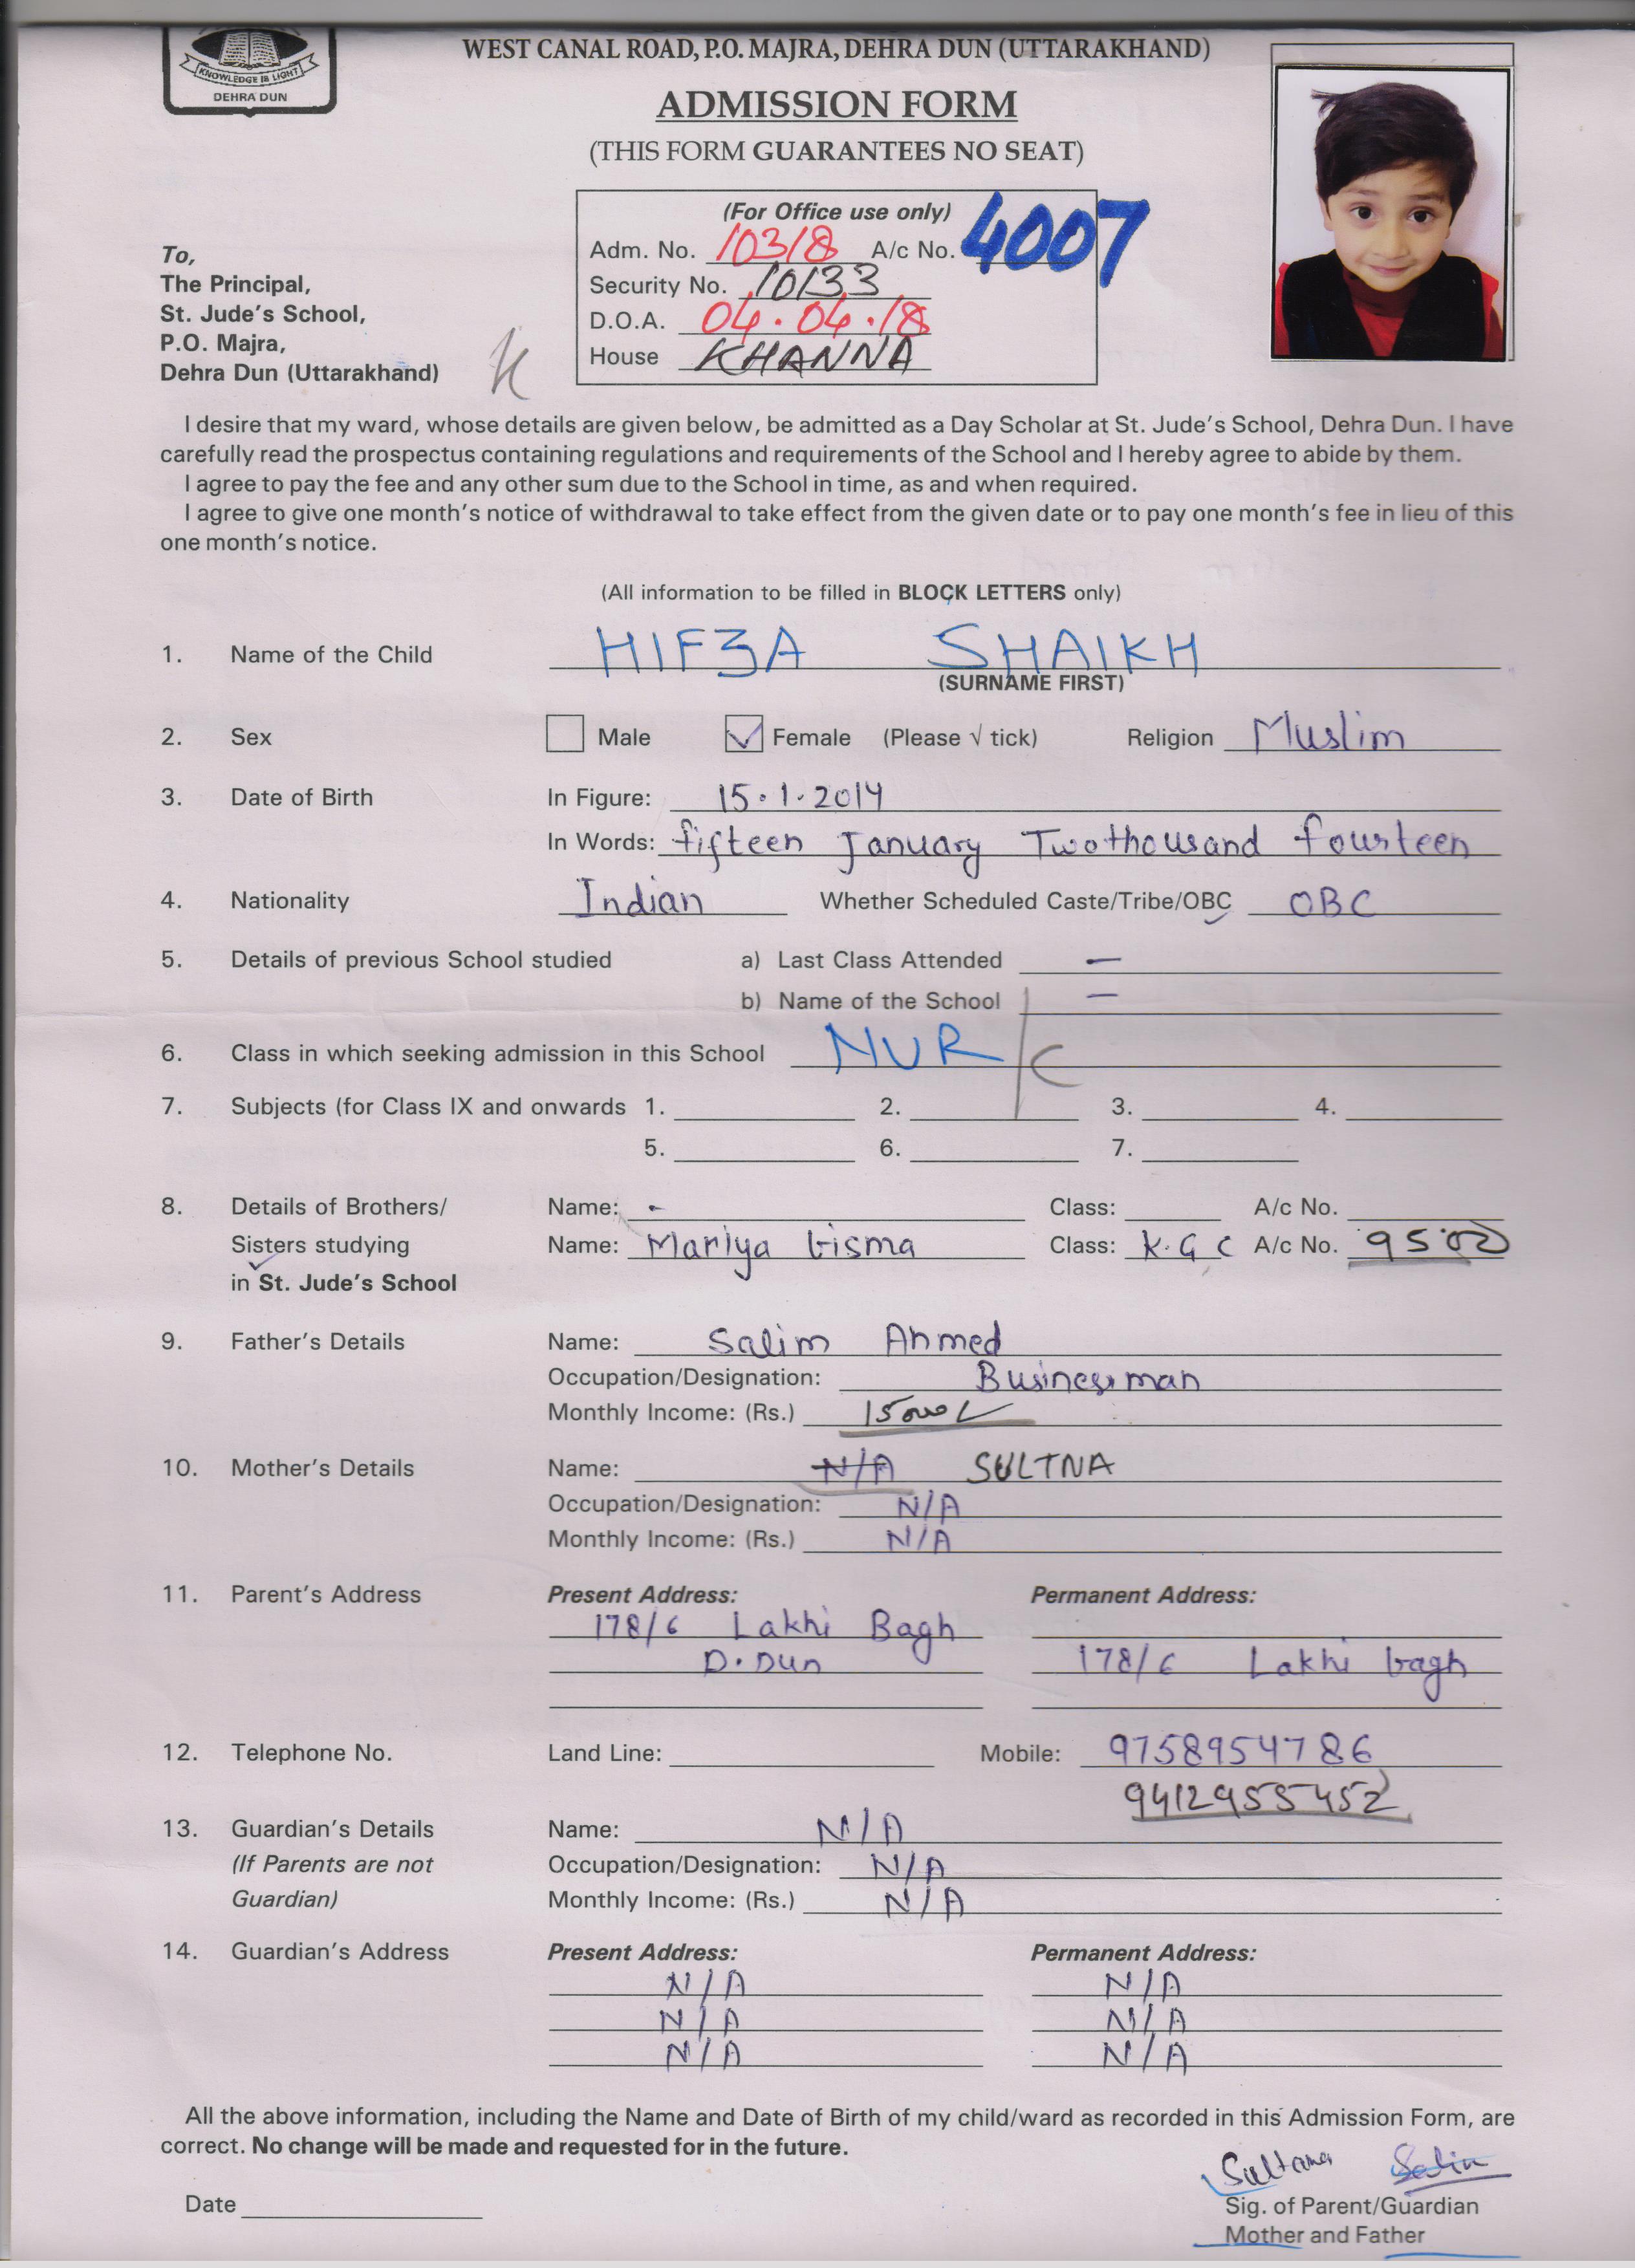 KNOWLEDGE IS LIGHT
DEHRA DUN
WEST CANAL ROAD, P.O. MAJRA, DEHRA DUN (UTTARAKHAND)
ADMISSION FORM
(THIS FORM GUARANTEES NO SEAT)
(For Office use only)
Adm. No. 10318 A/c No. 4007
Security No. 10133
D.O.A. 04.04.18
House KHANNA
To,
The Principal,
St. Jude's School,
P.O. Majra,
Dehra Dun (Uttarakhand)
I desire that my ward, whose details are given below, be admitted as a Day Scholar at St. Jude's School, Dehra Dun. I have
carefully read the prospectus containing regulations and requirements of the School and I hereby agree to abide by them.
I agree to pay the fee and any other sum due to the School in time, as and when required.
I agree to give one month's notice of withdrawal to take effect from the given date or to pay one month's fee in lieu of this
one month's notice.
(All information to be filled in BLOCK LETTERS only)
1. Name of the Child HIFZA SHAIKH
(SURNAME FIRST)
2. Sex Male Female (Please √ tick) Religion Muslim
3. Date of Birth In Figure: 15.1.2014
In Words: fifteen January Twothousand fourteen
4. Nationality Indian Whether Scheduled Caste/Tribe/OBC OBC
5. Details of previous School studied a) Last Class Attended —
b) Name of the School —
6. Class in which seeking admission in this School NUR / C
7. Subjects (for Class IX and onwards 1. 2. 3. 4.
5. 6. 7.
8. Details of Brothers/ Name: - Class: A/c No.
Sisters studying Name: Mariya bisma Class: K.G C A/c No. 9500
in St. Jude's School
9. Father's Details Name: Salim Ahmed
Occupation/Designation: Businessman
Monthly Income: (Rs.) 15000
10. Mother's Details Name: N/A SULTNA
Occupation/Designation: N/A
Monthly Income: (Rs.) N/A
11. Parent's Address Present Address: Permanent Address:
178/6 Lakhi Bagh
D.Dun 178/6 Lakhi bagh
12. Telephone No. Land Line: Mobile: 9758954786
9412955452
13. Guardian's Details Name: N/A
(If Parents are not Occupation/Designation: N/A
Guardian) Monthly Income: (Rs.) N/A
14. Guardian's Address Present Address: Permanent Address:
N/A N/A
N/A N/A
N/A N/A
All the above information, including the Name and Date of Birth of my child/ward as recorded in this Admission Form, are
correct. No change will be made and requested for in the future.
Sultana Salim
Date Sig. of Parent/Guardian
Mother and Father